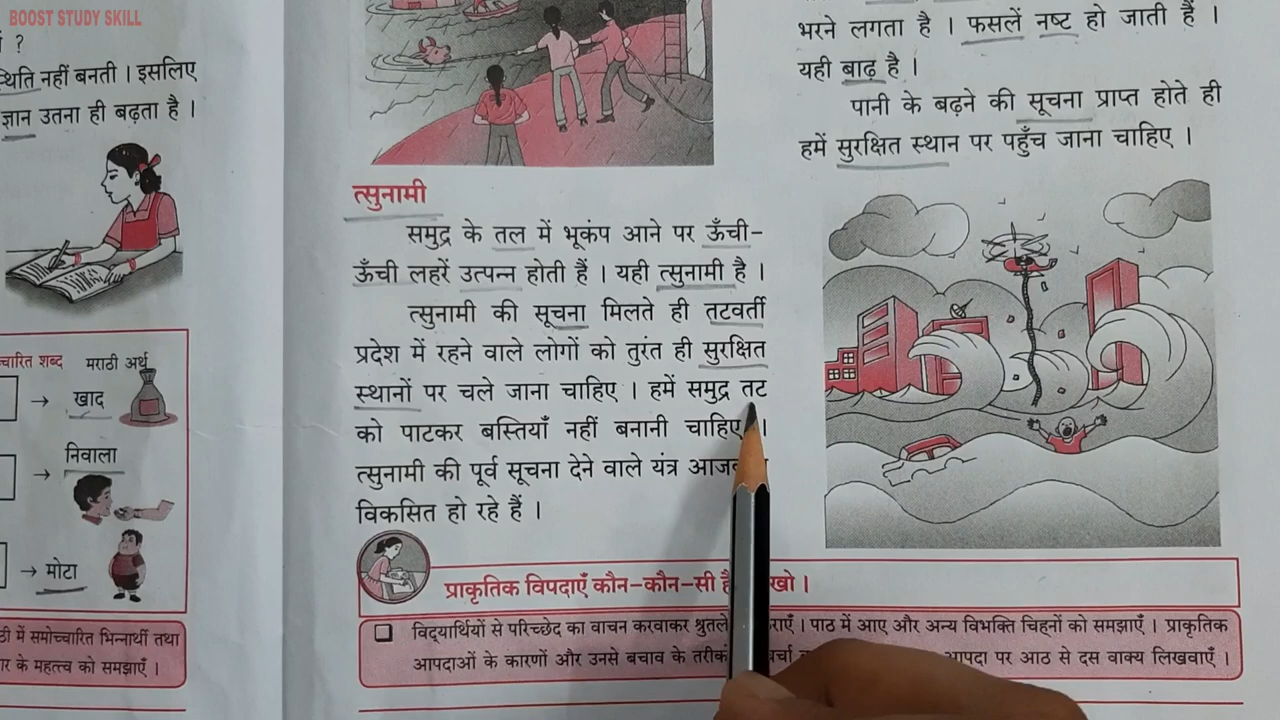 BOOST STUDY SKILL
?
स्थिति नहीं बनती । इसलिए
ज्ञान उतना ही बढ़ता है ।
मराठी अर्थ
→ खाद
→ निवाला
→ मोटा
में समोच्चारित भिन्नार्थी तथा
के महत्त्व को समझाएँ ।
त्सुनामी
समुद्र के तल में भूकंप आने पर ऊँची-
ऊँची लहरें उत्पन्न होती हैं । यही त्सुनामी है ।
त्सुनामी की सूचना मिलते ही तटवर्ती
प्रदेश में रहने वाले लोगों को तुरंत ही सुरक्षित
स्थानों पर चले जाना चाहिए । हमें समुद्र तट
को पाटकर बस्तियाँ नहीं बनानी चाहिए ।
त्सुनामी की पूर्व सूचना देने वाले यंत्र
विकसित हो रहे हैं ।
भरने लगता है । फसलें नष्ट हो जाती हैं ।
यही बाढ़ है ।
पानी के बढ़ने की सूचना प्राप्त होते ही
हमें सुरक्षित स्थान पर पहुँच जाना चाहिए ।
प्राकृतिक विपदाएँ कौन-कौन-सी
विद्यार्थियों से परिच्छेद का वाचन करवाकर । पाठ में आए और अन्य विभक्ति चिह्नों को समझाएँ । प्राकृतिक
आपदाओं के कारणों और उनसे बचाव के पर आठ से दस वाक्य लिखवाएँ ।